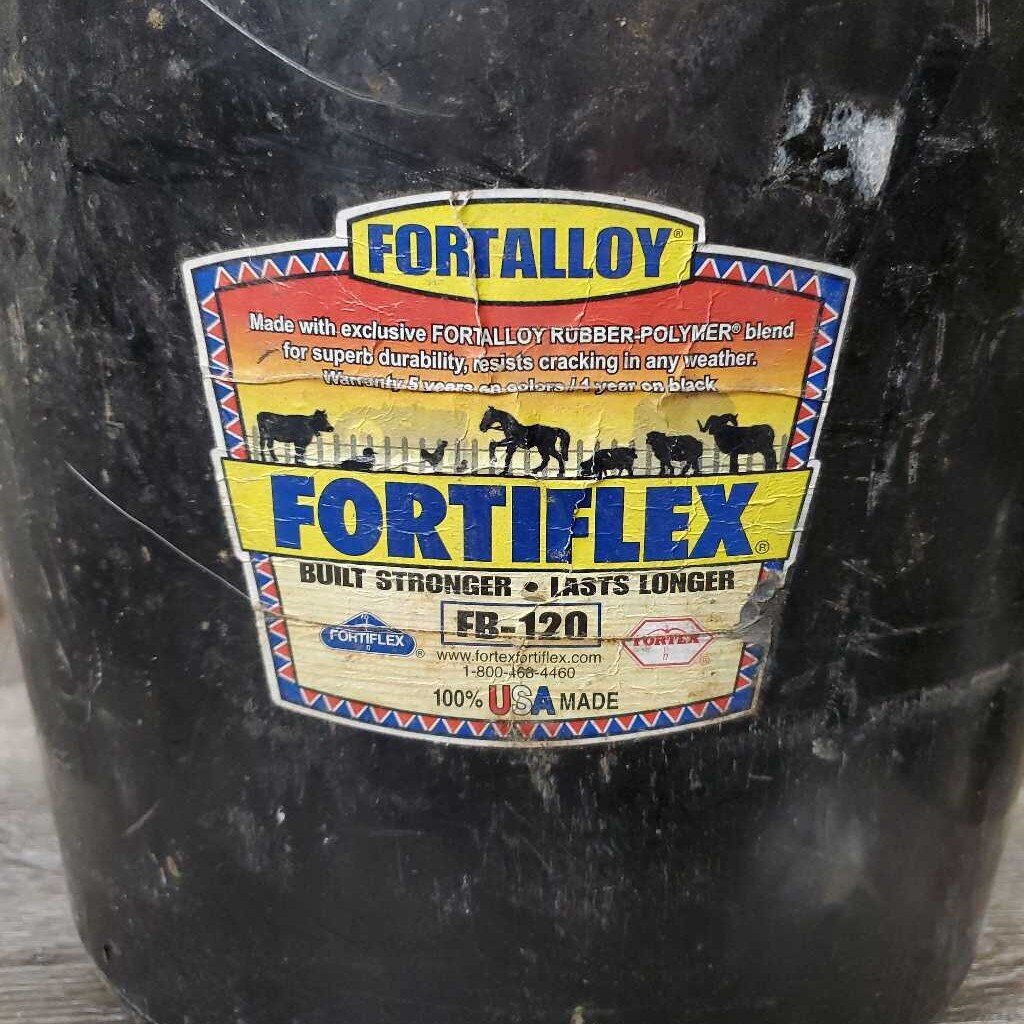 FORTALLOY®
Made with exclusive FORTALLOY RUBBER-POLYMER® blend
for superb durability, resists cracking in any weather.
Warranty 5 years on colors / 1 year on black
FORTIFLEX®
BUILT STRONGER • LASTS LONGER
FB-120
FORTIFLEX®
FORTEX®
www.fortexfortiflex.com
1-800-468-4460
100% USA MADE